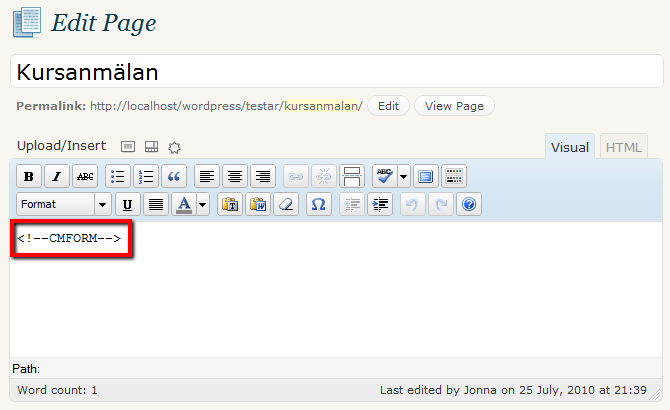 Edit Page
Kursanmälan
Permalink: http://localhost/wordpress/testar/kursanmalan/ Edit View Page
Upload/Insert Visual HTML
B I ABC ABC
Format U A T W Ω ?
<!--CMFORM-->
Path:
Word count: 1 Last edited by Jonna on 25 July, 2010 at 21:39